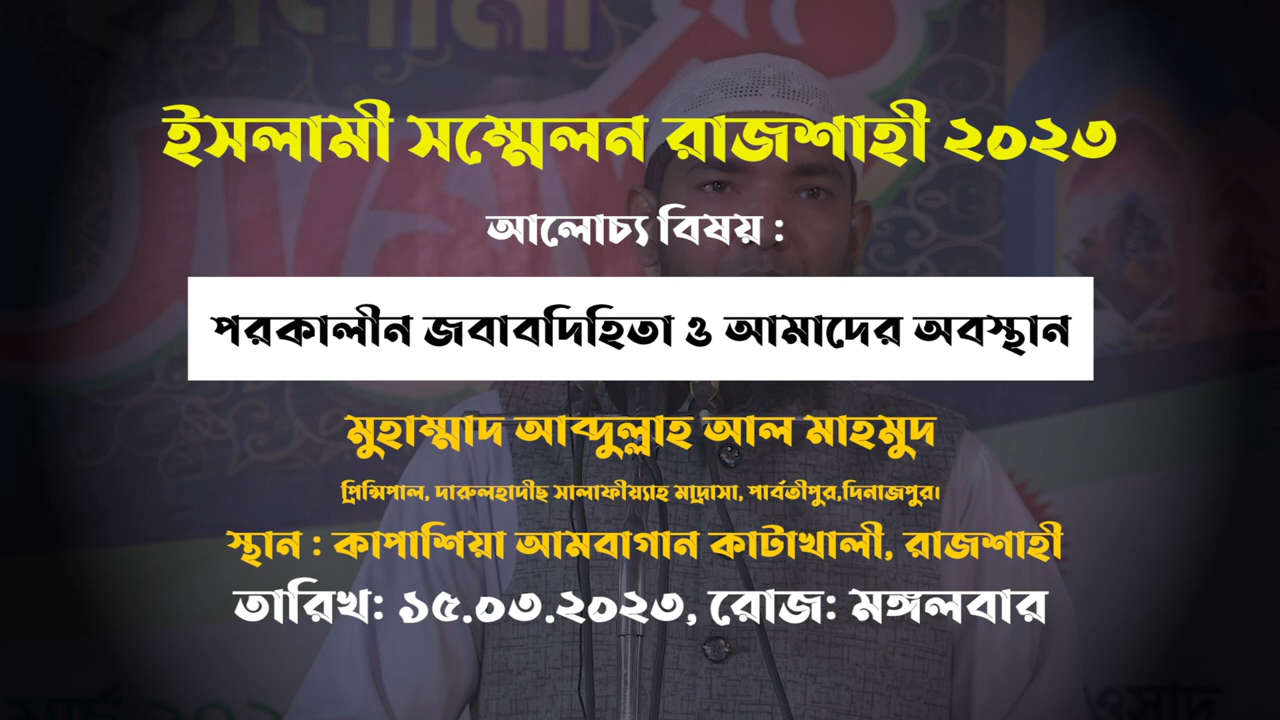 ইসলামী সম্মেলন রাজশাহী ২০২৩
আলোচ্য বিষয় :
পরকালীন জবাবদিহিতা ও আমাদের অবস্থান
মুহাম্মাদ আব্দুল্লাহ আল মাহমুদ
প্রিন্সিপাল, দারুলহাদীছ সালাফীয়্যাহ মাদ্রাসা, পার্বতীপুর,দিনাজপুর।
স্থান : কাপাশিয়া আমবাগান কাটাখালী, রাজশাহী
তারিখ: ১৫.০৩.২০২৩, রোজ: মঙ্গলবার